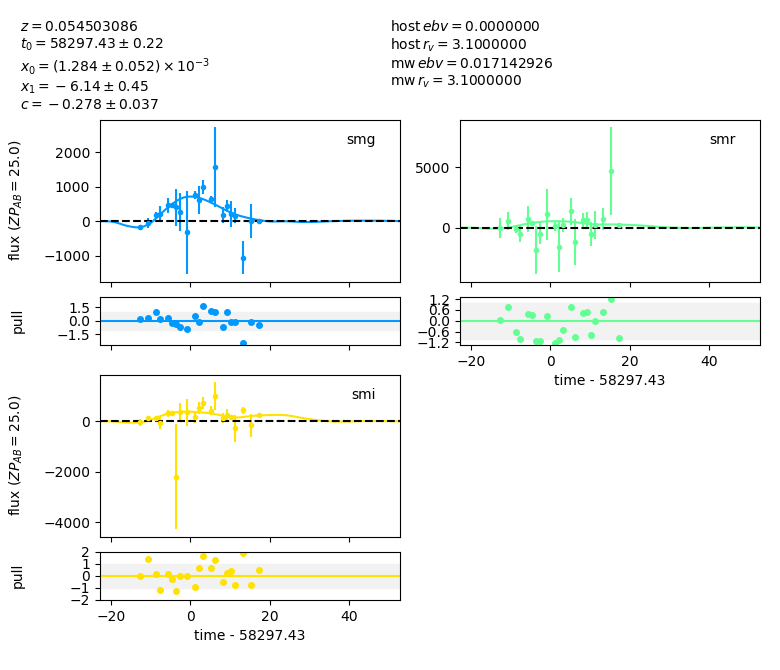 z = 0.054503086
t₀ = 58297.43 ± 0.22
x₀ = (1.284 ± 0.052) × 10⁻³
x₁ = −6.14 ± 0.45
c = −0.278 ± 0.037
host ebv = 0.0000000
host r_v = 3.1000000
mw ebv = 0.017142926
mw r_v = 3.1000000
flux (ZP_AB = 25.0)
2000
1000
0
−1000
smg
5000
0
smr
pull
1.5
0.0
−1.5
1.2
0.6
0.0
−0.6
−1.2
−20
0
20
40
time - 58297.43
flux (ZP_AB = 25.0)
0
−2000
−4000
smi
pull
2
1
0
−1
−2
−20
0
20
40
time - 58297.43